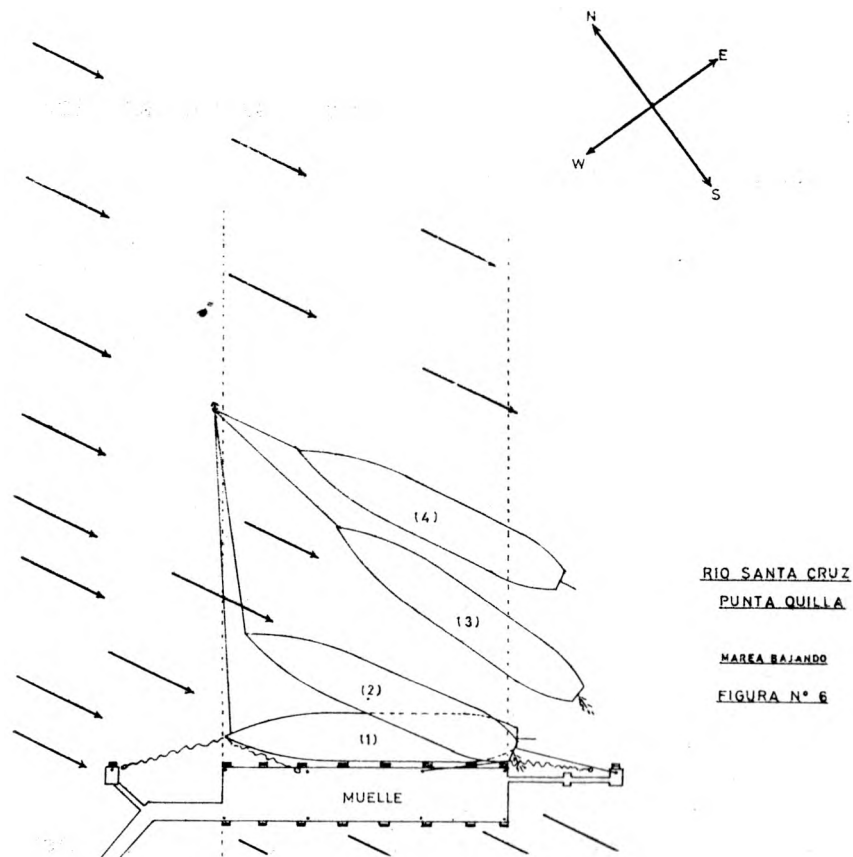 N
E
W
S
(4)
(3)
(2)
(1)
MUELLE
RIO SANTA CRUZ
PUNTA QUILLA
MAREA BAJANDO
FIGURA N° 6